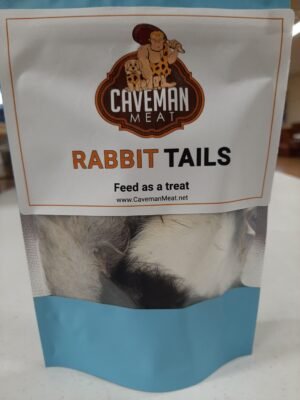 CAVEMAN
MEAT
RABBIT TAILS
Feed as a treat
www.CavemanMeat.net